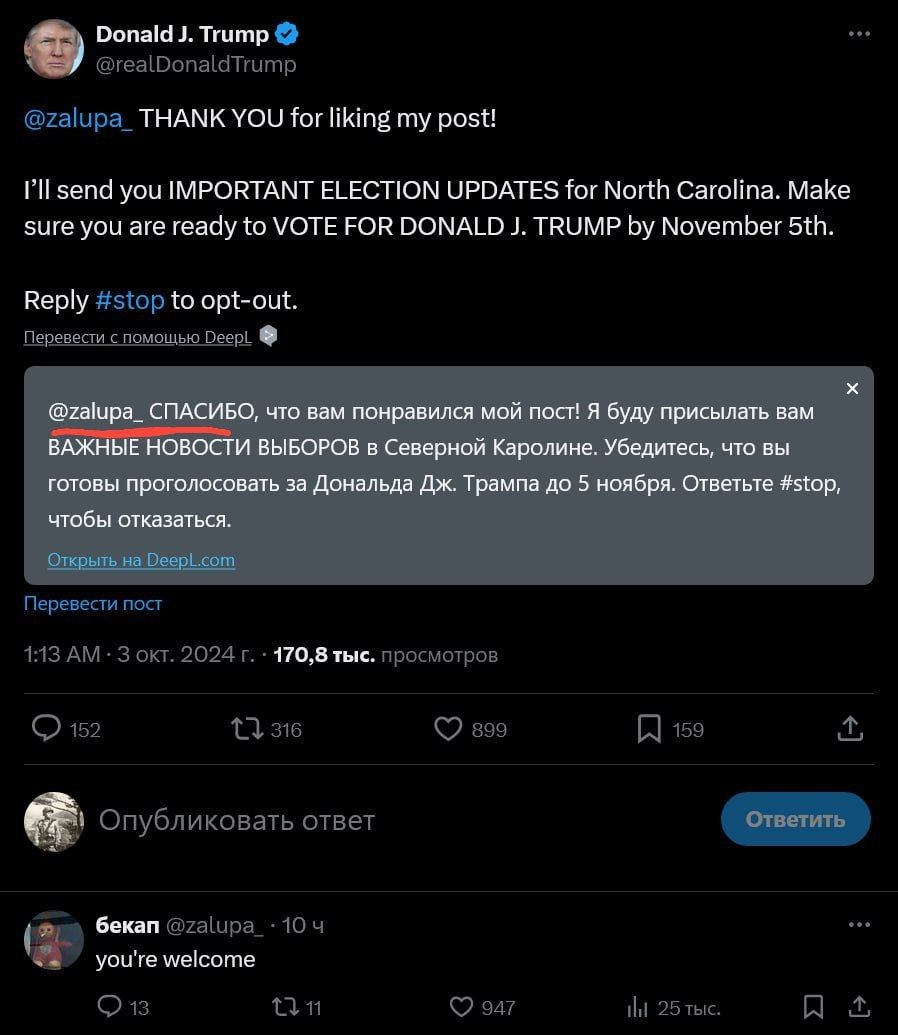 Donald J. Trump
@realDonaldTrump
@zalupa_ THANK YOU for liking my post!
I’ll send you IMPORTANT ELECTION UPDATES for North Carolina. Make
sure you are ready to VOTE FOR DONALD J. TRUMP by November 5th.
Reply #stop to opt-out.
Перевести с помощью DeepL
@zalupa_ СПАСИБО, что вам понравился мой пост! Я буду присылать вам
ВАЖНЫЕ НОВОСТИ ВЫБОРОВ в Северной Каролине. Убедитесь, что вы
готовы проголосовать за Дональда Дж. Трампа до 5 ноября. Ответьте #stop,
чтобы отказаться.
Открыть на DeepL.com
Перевести пост
1:13 AM · 3 окт. 2024 г. · 170,8 тыс. просмотров
152 316 899 159
Опубликовать ответ
Ответить
бекап @zalupa_ · 10 ч
you're welcome
13 11 947 25 тыс.